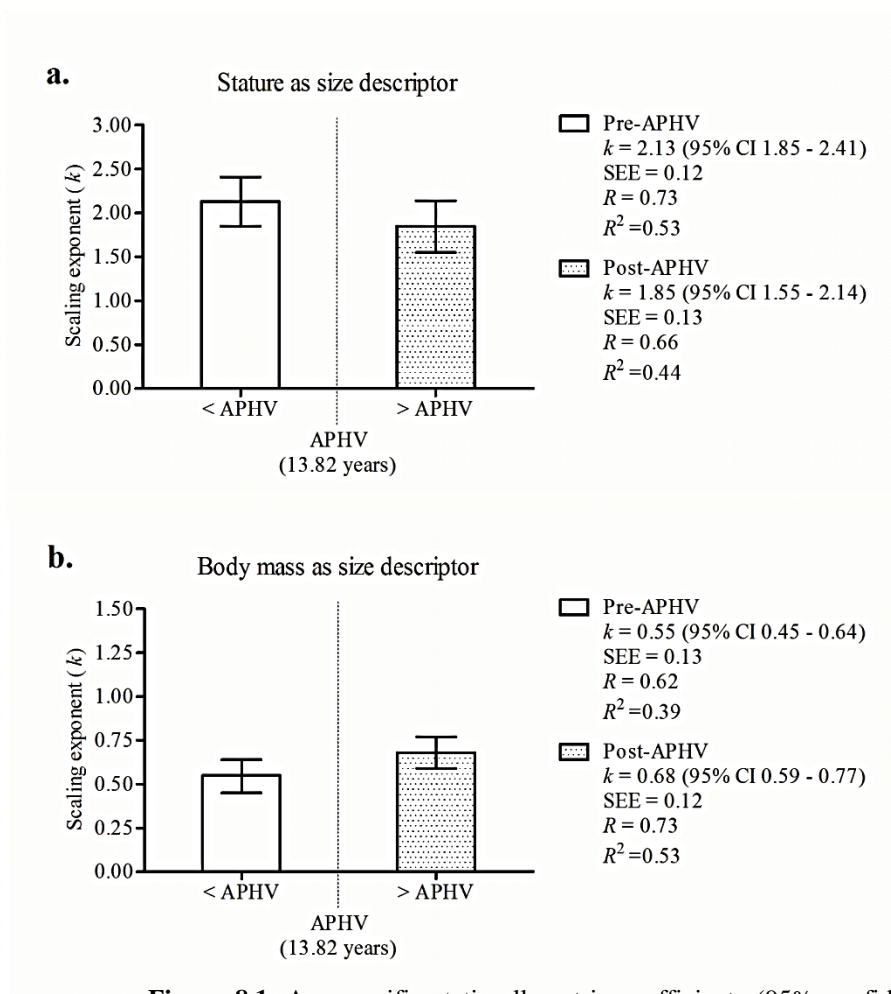 a.
Stature as size descriptor
Scaling exponent (k)
3.00
2.50
2.00
1.50
1.00
0.50
0.00
< APHV
> APHV
APHV
(13.82 years)
Pre-APHV
k = 2.13 (95% CI 1.85 - 2.41)
SEE = 0.12
R = 0.73
R² =0.53
Post-APHV
k = 1.85 (95% CI 1.55 - 2.14)
SEE = 0.13
R = 0.66
R² =0.44
b.
Body mass as size descriptor
Scaling exponent (k)
1.50
1.25
1.00
0.75
0.50
0.25
0.00
< APHV
> APHV
APHV
(13.82 years)
Pre-APHV
k = 0.55 (95% CI 0.45 - 0.64)
SEE = 0.13
R = 0.62
R² =0.39
Post-APHV
k = 0.68 (95% CI 0.59 - 0.77)
SEE = 0.12
R = 0.73
R² =0.53